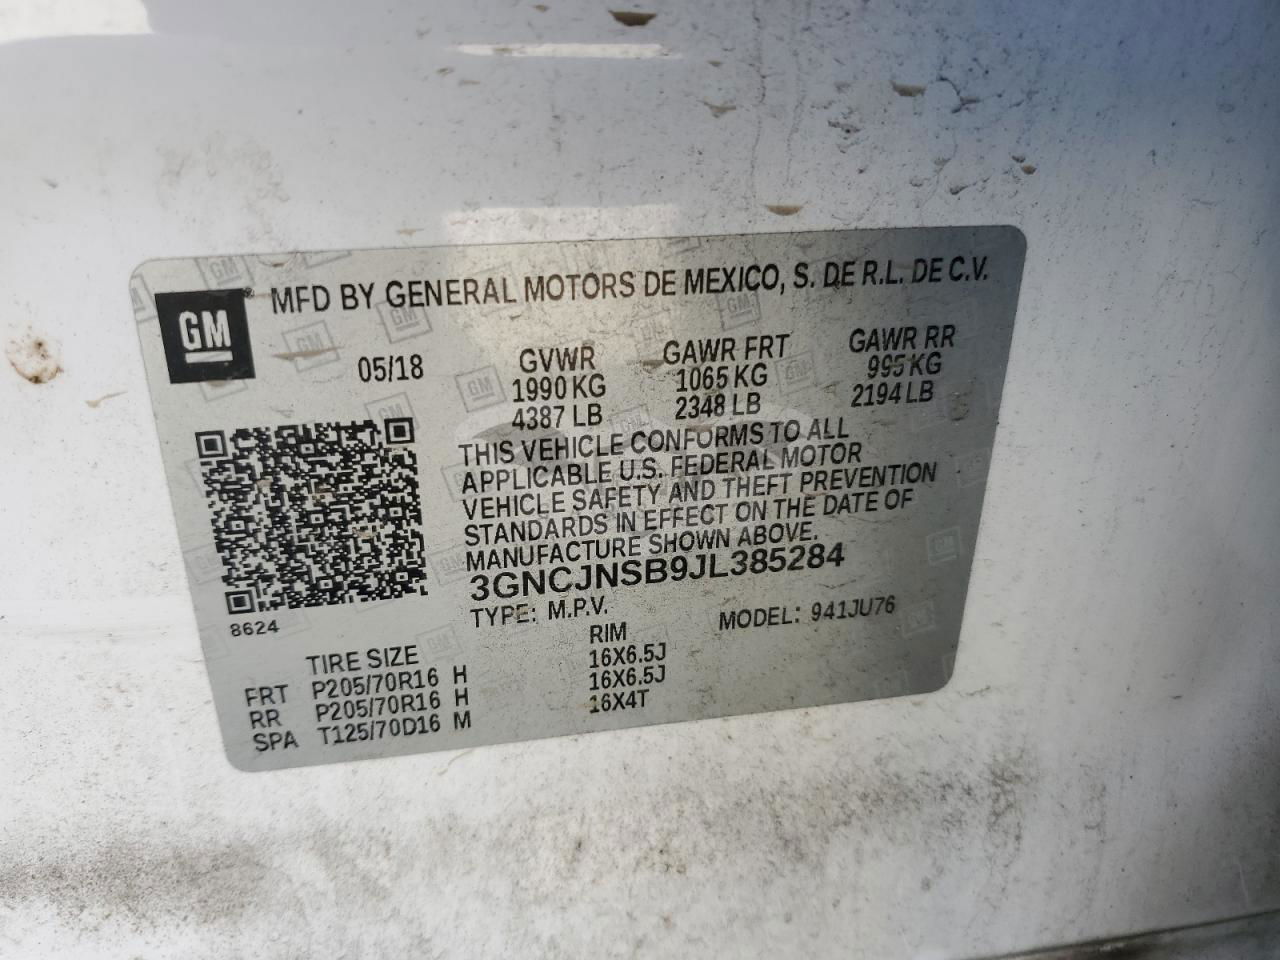 GM® MFD BY GENERAL MOTORS DE MEXICO, S. DE R.L. DE C.V.
05/18 GVWR GAWR FRT GAWR RR
1990 KG 1065 KG 995 KG
4387 LB 2348 LB 2194 LB
THIS VEHICLE CONFORMS TO ALL
APPLICABLE U.S. FEDERAL MOTOR
VEHICLE SAFETY AND THEFT PREVENTION
STANDARDS IN EFFECT ON THE DATE OF
MANUFACTURE SHOWN ABOVE.
3GNCJNSB9JL385284
8624
TYPE: M.P.V. MODEL: 941JU76
TIRE SIZE RIM
FRT P205/70R16 H 16X6.5J
RR P205/70R16 H 16X6.5J
SPA T125/70D16 M 16X4T